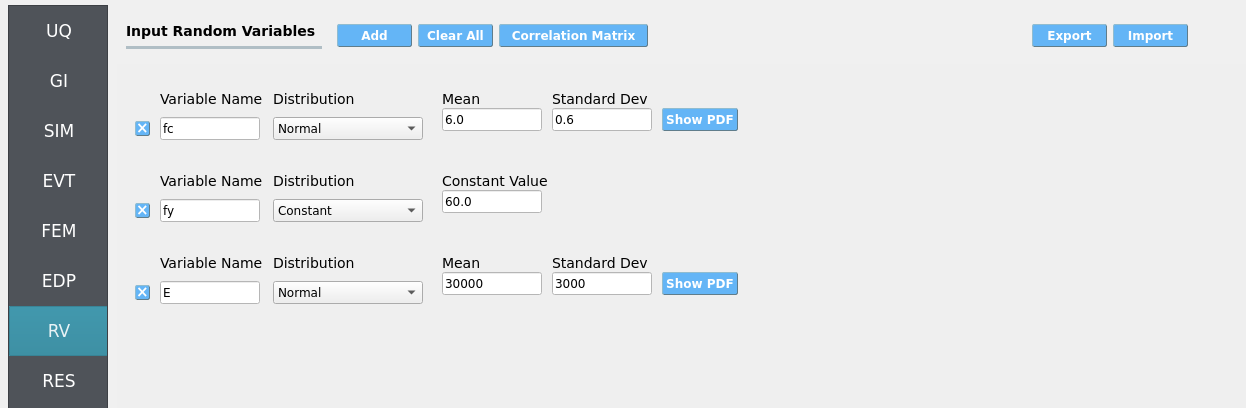 UQ
GI
SIM
EVT
FEM
EDP
RV
RES
Input Random Variables Add Clear All Correlation Matrix Export Import
Variable Name Distribution Mean Standard Dev
fc Normal 6.0 0.6 Show PDF
Variable Name Distribution Constant Value
fy Constant 60.0
Variable Name Distribution Mean Standard Dev
E Normal 30000 3000 Show PDF